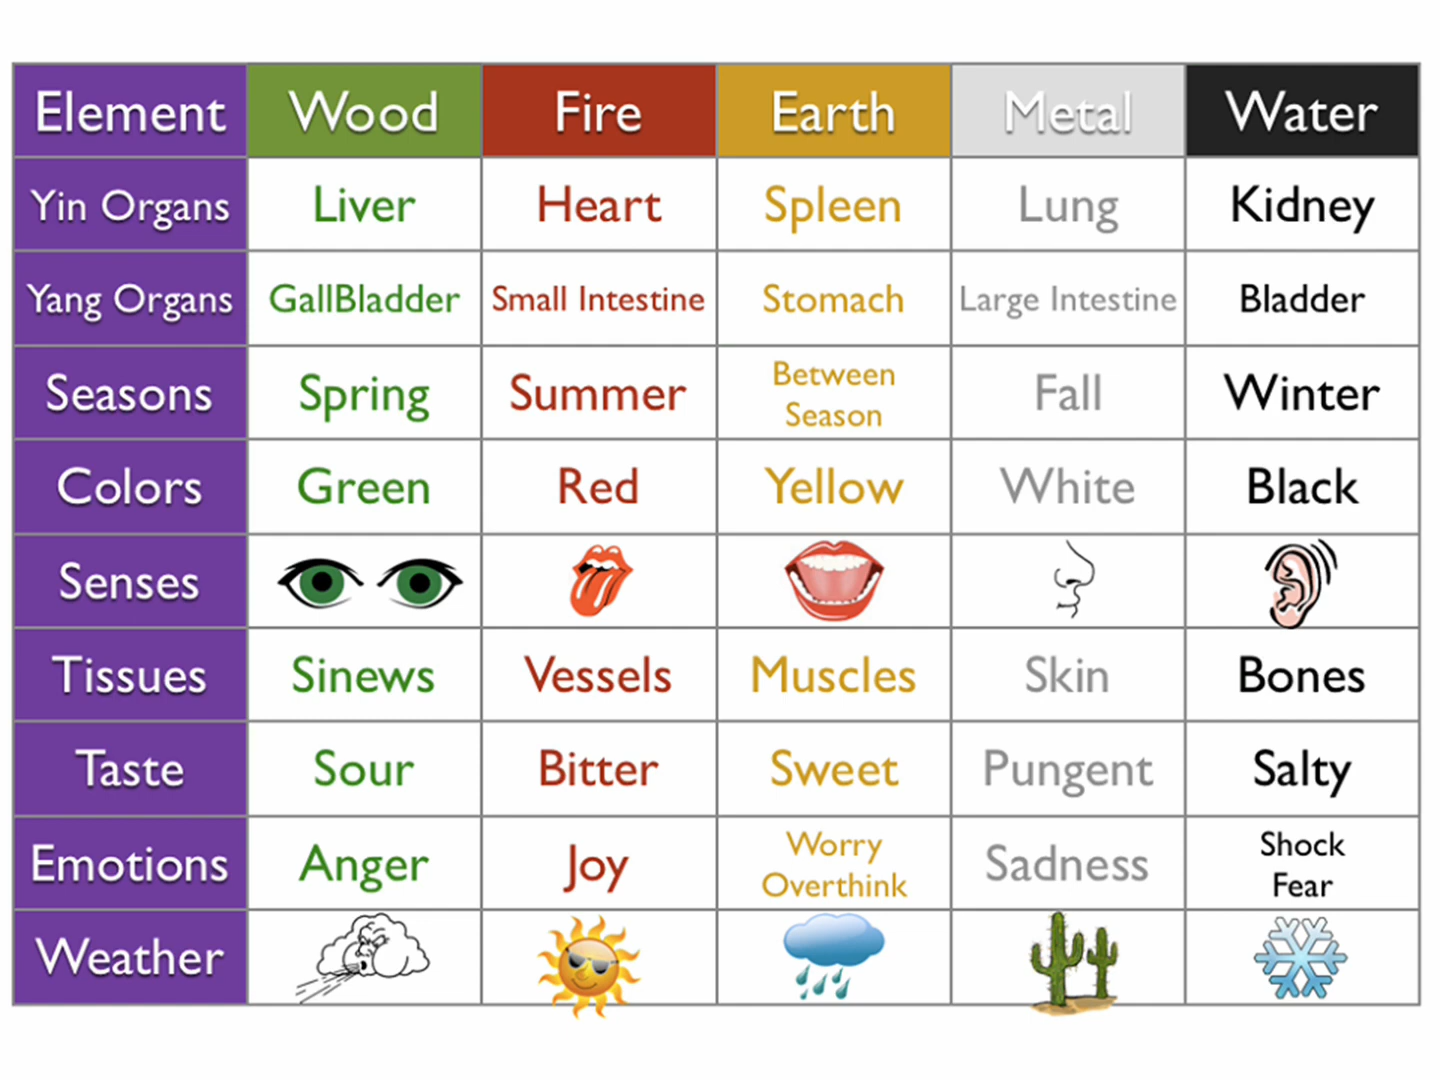 Element Wood Fire Earth Metal Water
Yin Organs Liver Heart Spleen Lung Kidney
Yang Organs GallBladder Small Intestine Stomach Large Intestine Bladder
Seasons Spring Summer Between Season Fall Winter
Colors Green Red Yellow White Black
Senses
Tissues Sinews Vessels Muscles Skin Bones
Taste Sour Bitter Sweet Pungent Salty
Emotions Anger Joy Worry Overthink Sadness Shock Fear
Weather